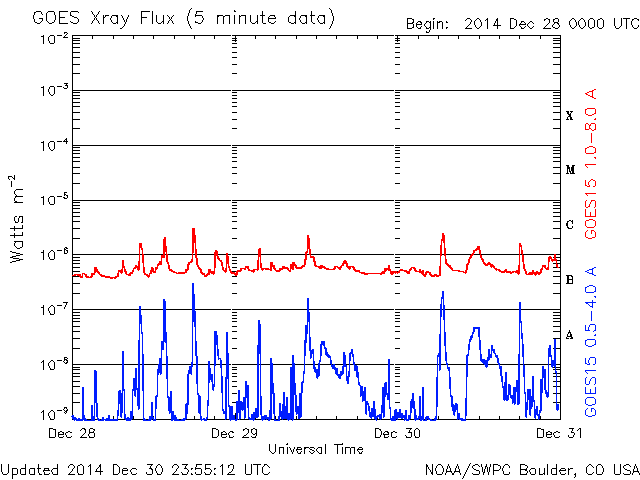 GOES Xray Flux (5 minute data)
Begin: 2014 Dec 28 0000 UTC
10-2
10-3
10-4
10-5
10-6
10-7
10-8
10-9
Watts m-2
X
M
C
B
A
GOES15 1.0-8.0 A
GOES15 0.5-4.0 A
Dec 28
Dec 29
Dec 30
Dec 31
Universal Time
Updated 2014 Dec 30 23:55:12 UTC
NOAA/SWPC Boulder, CO USA